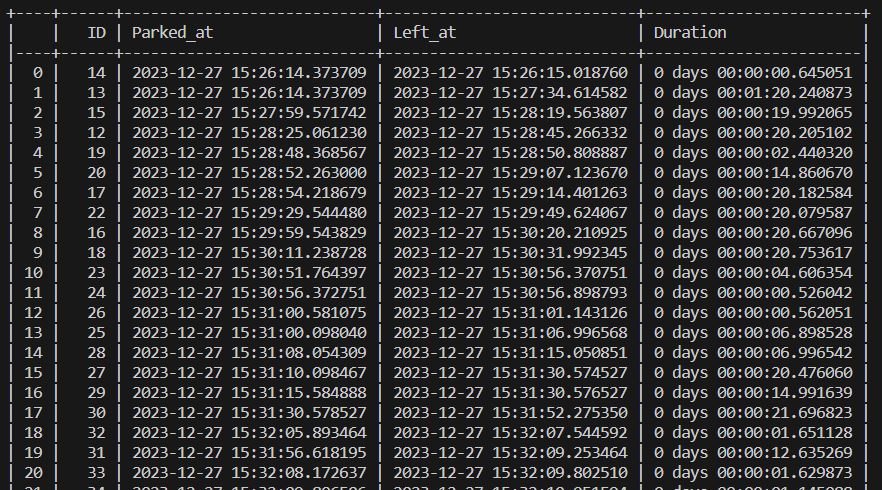 ID Parked_at Left_at Duration
0 14 2023-12-27 15:26:14.373709 2023-12-27 15:26:15.018760 0 days 00:00:00.645051
1 13 2023-12-27 15:26:14.373709 2023-12-27 15:27:34.614582 0 days 00:01:20.240873
2 15 2023-12-27 15:27:59.571742 2023-12-27 15:28:19.563807 0 days 00:00:19.992065
3 12 2023-12-27 15:28:25.061230 2023-12-27 15:28:45.266332 0 days 00:00:20.205102
4 19 2023-12-27 15:28:48.368567 2023-12-27 15:28:50.808887 0 days 00:00:02.440320
5 20 2023-12-27 15:28:52.263000 2023-12-27 15:29:07.123670 0 days 00:00:14.860670
6 17 2023-12-27 15:28:54.218679 2023-12-27 15:29:14.401263 0 days 00:00:20.182584
7 22 2023-12-27 15:29:29.544480 2023-12-27 15:29:49.624067 0 days 00:00:20.079587
8 16 2023-12-27 15:29:59.543829 2023-12-27 15:30:20.210925 0 days 00:00:20.667096
9 18 2023-12-27 15:30:11.238728 2023-12-27 15:30:31.992345 0 days 00:00:20.753617
10 23 2023-12-27 15:30:51.764397 2023-12-27 15:30:56.370751 0 days 00:00:04.606354
11 24 2023-12-27 15:30:56.372751 2023-12-27 15:30:56.898793 0 days 00:00:00.526042
12 26 2023-12-27 15:31:00.581075 2023-12-27 15:31:01.143126 0 days 00:00:00.562051
13 25 2023-12-27 15:31:00.098040 2023-12-27 15:31:06.996568 0 days 00:00:06.898528
14 28 2023-12-27 15:31:08.054309 2023-12-27 15:31:15.050851 0 days 00:00:06.996542
15 27 2023-12-27 15:31:10.098467 2023-12-27 15:31:30.574527 0 days 00:00:20.476060
16 29 2023-12-27 15:31:15.584888 2023-12-27 15:31:30.576527 0 days 00:00:14.991639
17 30 2023-12-27 15:31:30.578527 2023-12-27 15:31:52.275350 0 days 00:00:21.696823
18 32 2023-12-27 15:32:05.893464 2023-12-27 15:32:07.544592 0 days 00:00:01.651128
19 31 2023-12-27 15:31:56.618195 2023-12-27 15:32:09.253464 0 days 00:00:12.635269
20 33 2023-12-27 15:32:08.172637 2023-12-27 15:32:09.802510 0 days 00:00:01.629873